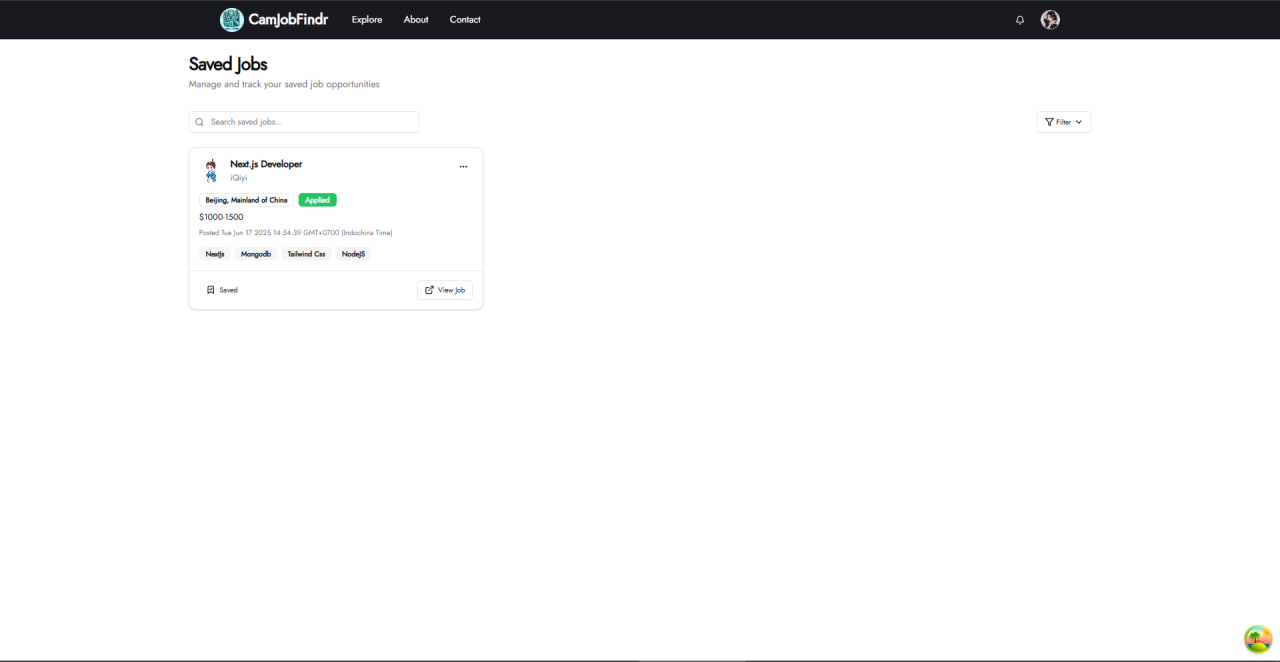 CamJobFindr Explore About Contact
Saved Jobs
Manage and track your saved job opportunities
Search saved jobs...
Filter
Next.js Developer
iQiyi
Beijing, Mainland of China Applied
$1000-1500
Posted Tue Jun 17 2025 14:54:39 GMT+0700 (Indochina Time)
Nextjs Mongodb Tailwind Css NodeJS
Saved View Job